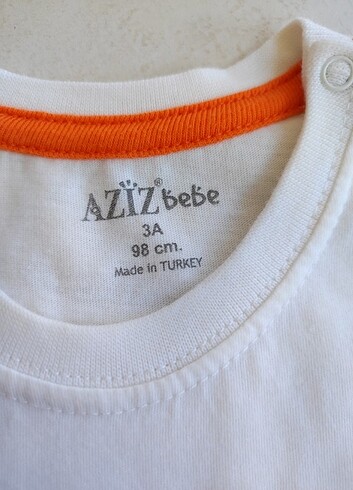 AZİZ® bebe
3A
98 cm.
Made in TURKEY